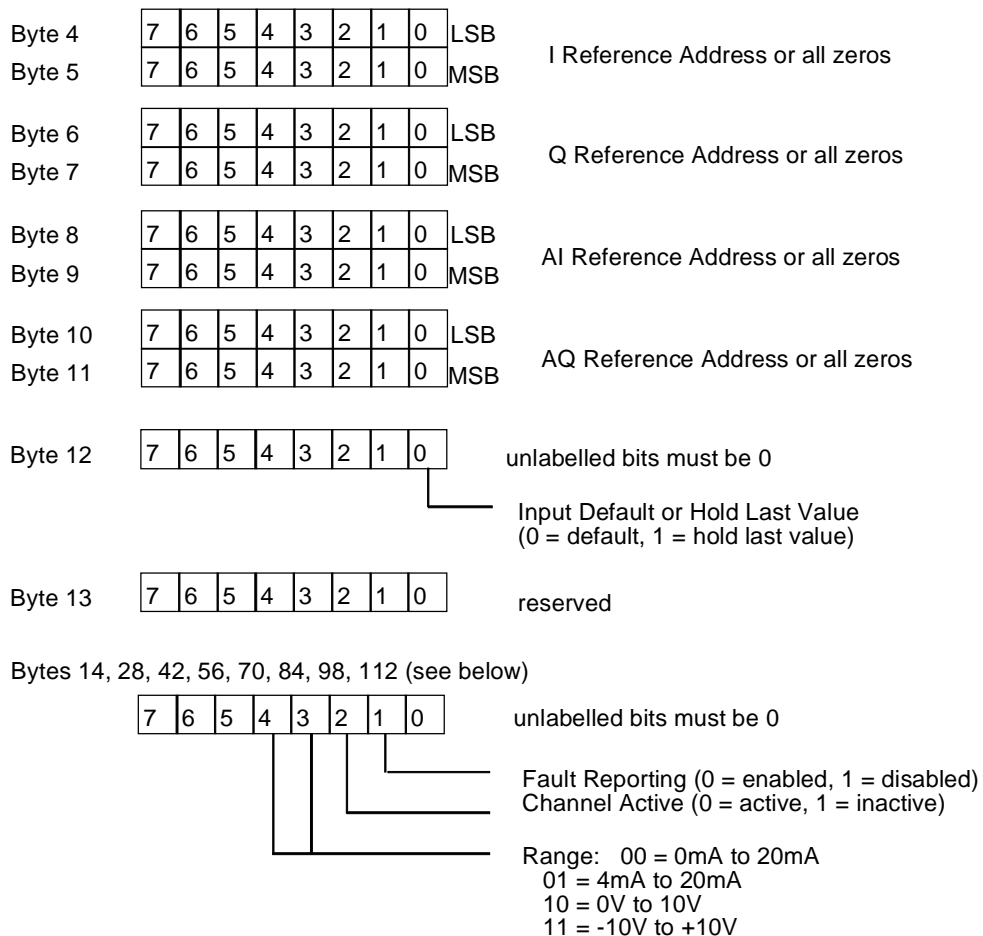 Byte 4 7 6 5 4 3 2 1 0 LSB
I Reference Address or all zeros
Byte 5 7 6 5 4 3 2 1 0 MSB
Byte 6 7 6 5 4 3 2 1 0 LSB
Q Reference Address or all zeros
Byte 7 7 6 5 4 3 2 1 0 MSB
Byte 8 7 6 5 4 3 2 1 0 LSB
AI Reference Address or all zeros
Byte 9 7 6 5 4 3 2 1 0 MSB
Byte 10 7 6 5 4 3 2 1 0 LSB
AQ Reference Address or all zeros
Byte 11 7 6 5 4 3 2 1 0 MSB
Byte 12 7 6 5 4 3 2 1 0 unlabelled bits must be 0
Input Default or Hold Last Value
(0 = default, 1 = hold last value)
Byte 13 7 6 5 4 3 2 1 0 reserved
Bytes 14, 28, 42, 56, 70, 84, 98, 112 (see below)
7 6 5 4 3 2 1 0 unlabelled bits must be 0
Fault Reporting (0 = enabled, 1 = disabled)
Channel Active (0 = active, 1 = inactive)
Range: 00 = 0mA to 20mA
01 = 4mA to 20mA
10 = 0V to 10V
11 = -10V to +10V